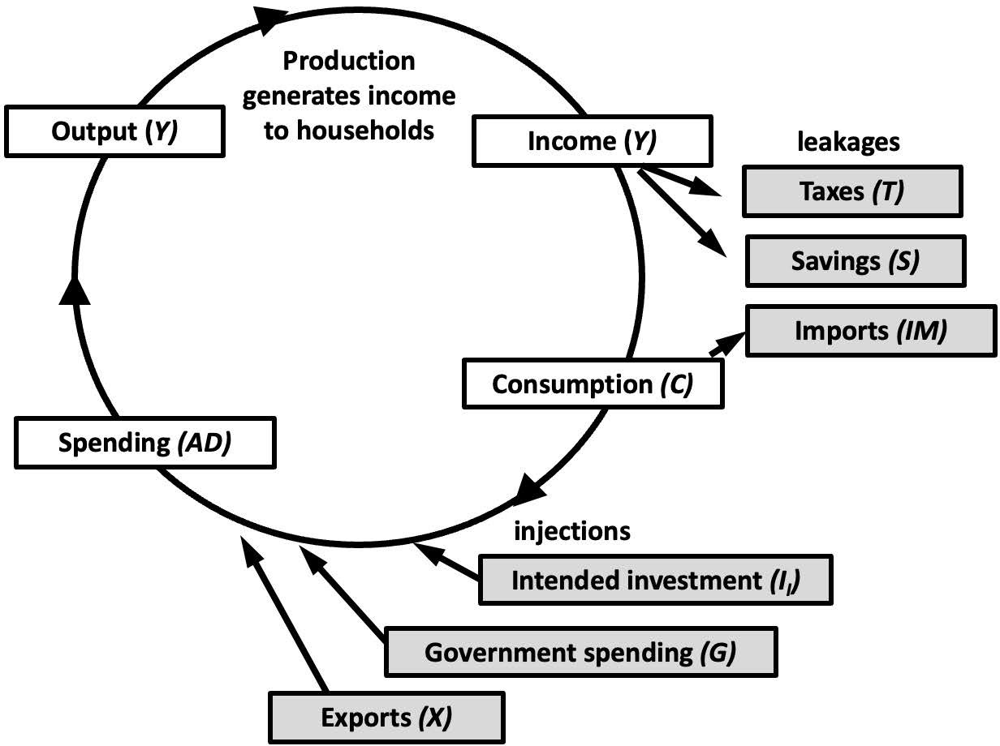 Production
generates income
to households
Output (Y)
Income (Y)
leakages
Taxes (T)
Savings (S)
Imports (IM)
Consumption (C)
Spending (AD)
injections
Intended investment (I_I)
Government spending (G)
Exports (X)